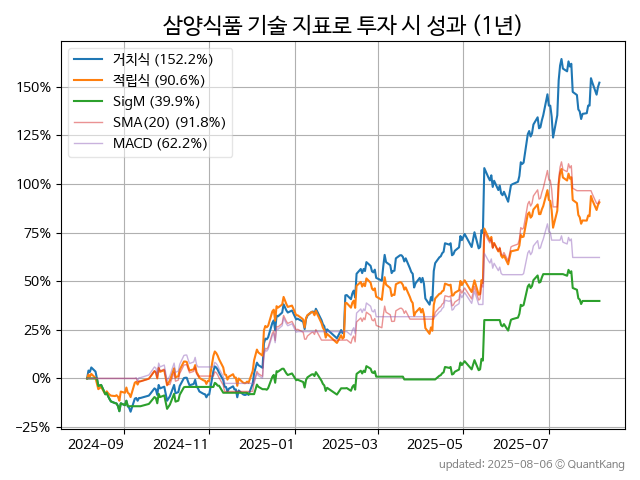 삼양식품 기술 지표로 투자 시 성과 (1년)
거치식 (152.2%)
적립식 (90.6%)
SigM (39.9%)
SMA(20) (91.8%)
MACD (62.2%)
150%
125%
100%
75%
50%
25%
0%
−25%
2024-09
2024-11
2025-01
2025-03
2025-05
2025-07
updated: 2025-08-06 © QuantKang